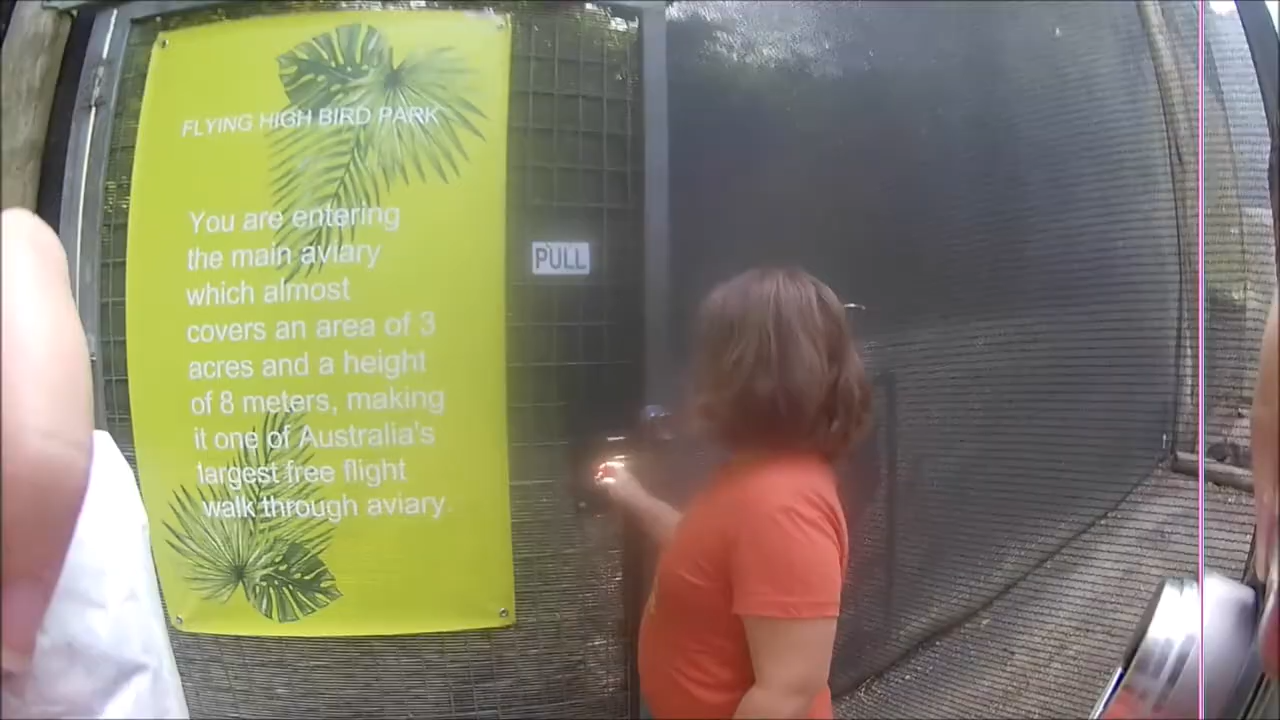 FLYING HIGH BIRD PARK
You are entering
the main aviary
which almost
covers an area of 3
acres and a height
of 8 meters, making
it one of Australia's
largest free flight
walk through aviary.
PULL